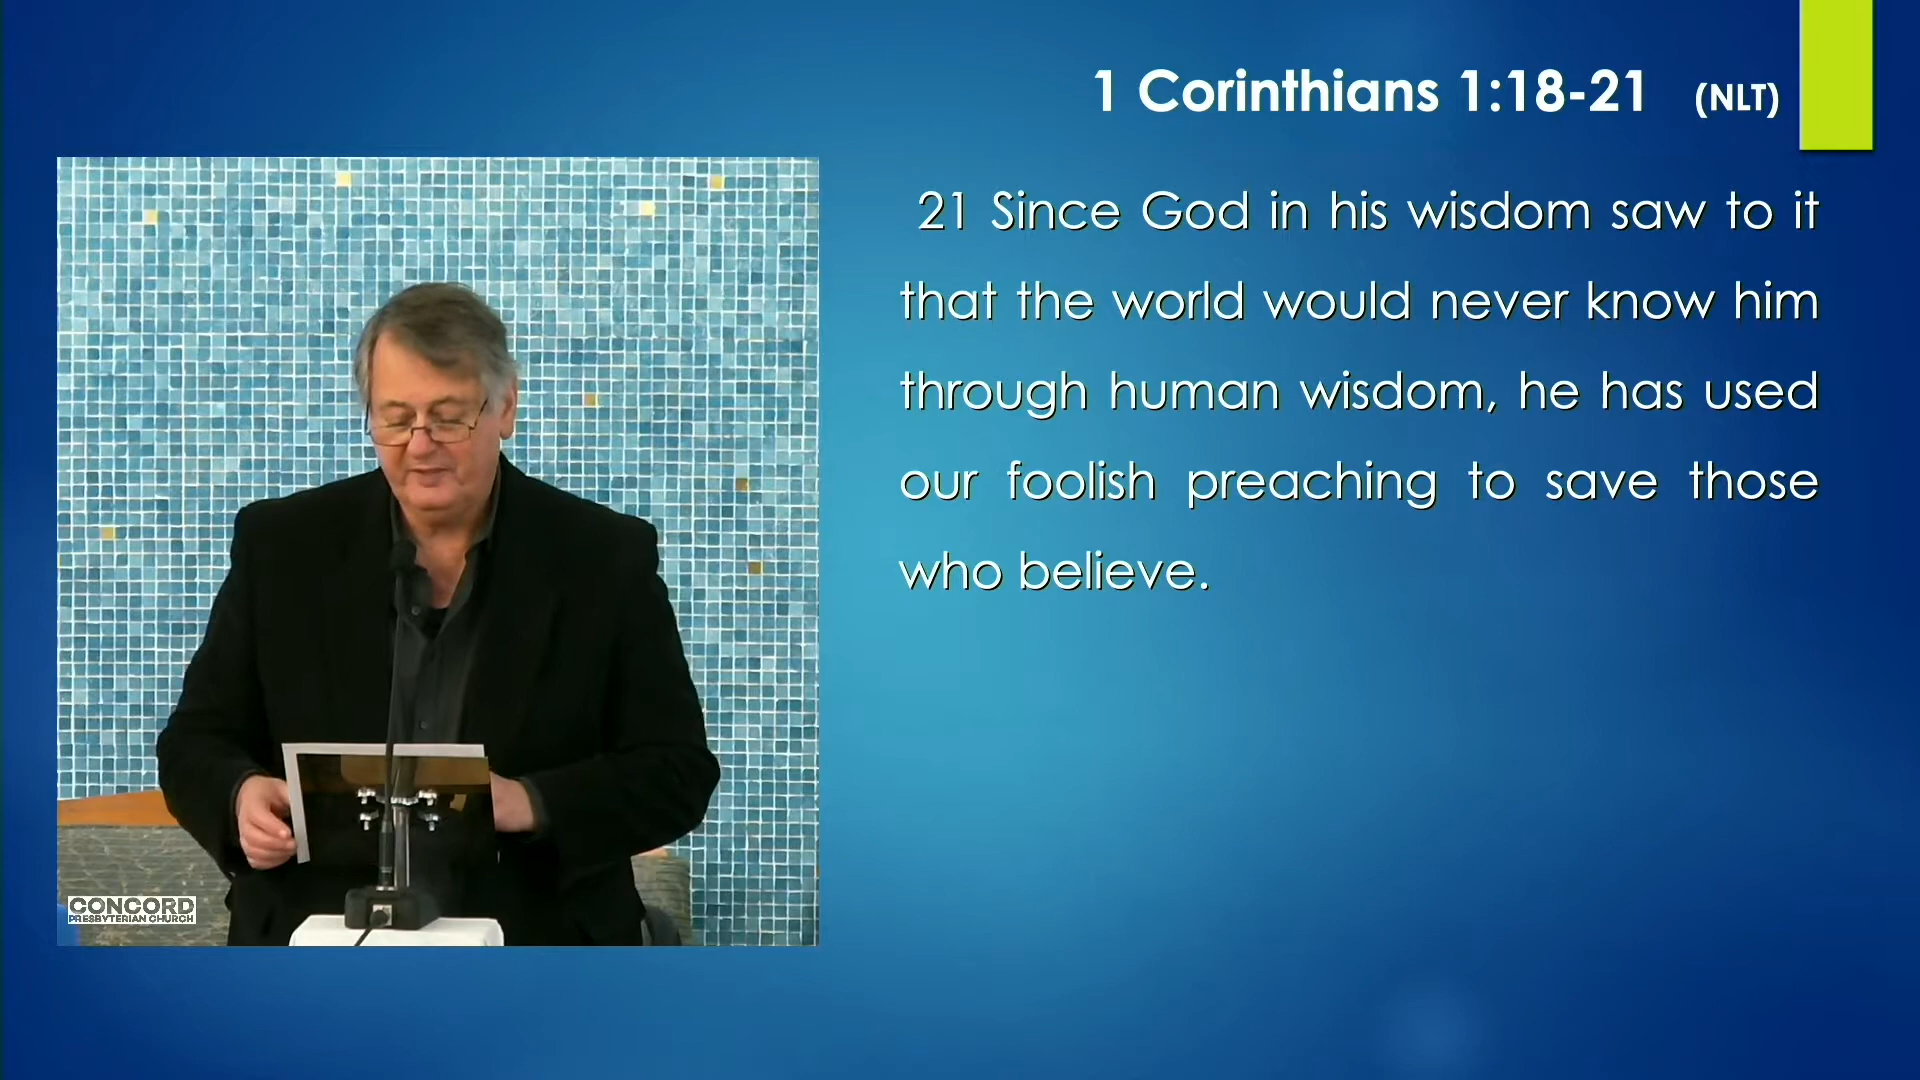 1 Corinthians 1:18-21 (NLT)
21 Since God in his wisdom saw to it
that the world would never know him
through human wisdom, he has used
our foolish preaching to save those
who believe.
CONCORD
PRESBYTERIAN CHURCH